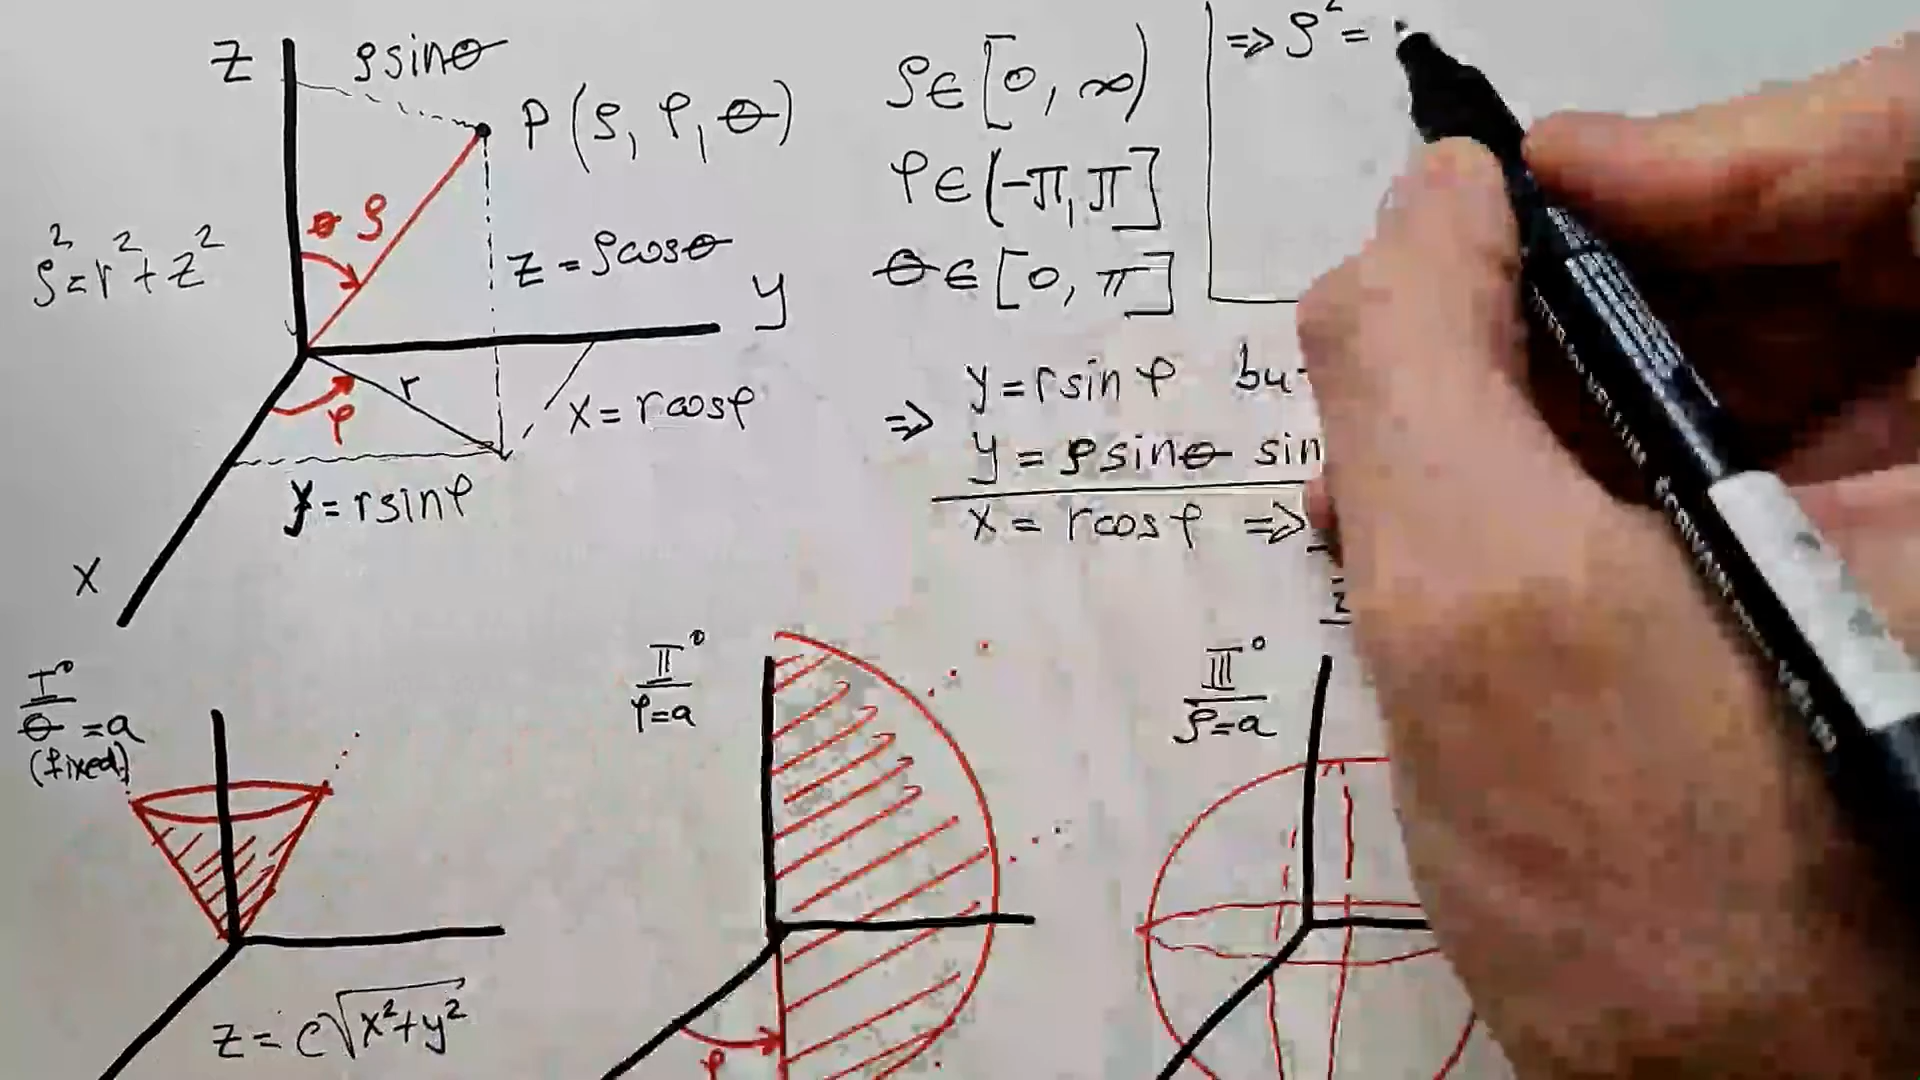 Z
ρsinθ
P(ρ, φ, θ)
θ ρ
ρ²=r²+z²
z=ρcosθ
y
r
φ
x=rcosφ
y=rsinφ
x
ρ∈[0,∞)
φ∈(-π,π]
θ∈[0,π]
=> ρ²=
=> y=rsinφ
y=ρsinθ sin
x=rcosφ =>
I°
θ=a
(fixed)
z=c√x²+y²
II°
φ=a
φ
III°
ρ=a